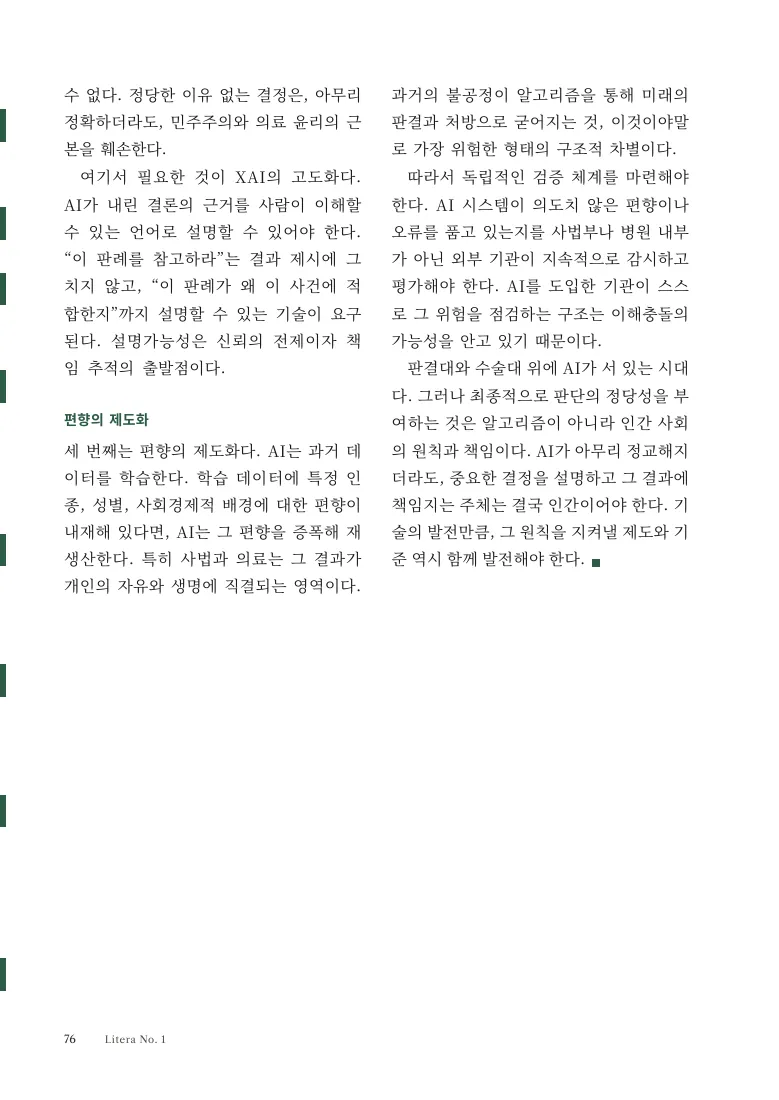 수 없다. 정당한 이유 없는 결정은, 아무리
정확하더라도, 민주주의와 의료 윤리의 근
본을 훼손한다.
여기서 필요한 것이 XAI의 고도화다.
AI가 내린 결론의 근거를 사람이 이해할
수 있는 언어로 설명할 수 있어야 한다.
“이 판례를 참고하라”는 결과 제시에 그
치지 않고, “이 판례가 왜 이 사건에 적
합한지”까지 설명할 수 있는 기술이 요구
된다. 설명가능성은 신뢰의 전제이자 책
임 추적의 출발점이다.
편향의 제도화
세 번째는 편향의 제도화다. AI는 과거 데
이터를 학습한다. 학습 데이터에 특정 인
종, 성별, 사회경제적 배경에 대한 편향이
내재해 있다면, AI는 그 편향을 증폭해 재
생산한다. 특히 사법과 의료는 그 결과가
개인의 자유와 생명에 직결되는 영역이다.
과거의 불공정이 알고리즘을 통해 미래의
판결과 처방으로 굳어지는 것, 이것이야말
로 가장 위험한 형태의 구조적 차별이다.
따라서 독립적인 검증 체계를 마련해야
한다. AI 시스템이 의도치 않은 편향이나
오류를 품고 있는지를 사법부나 병원 내부
가 아닌 외부 기관이 지속적으로 감시하고
평가해야 한다. AI를 도입한 기관이 스스
로 그 위험을 점검하는 구조는 이해충돌의
가능성을 안고 있기 때문이다.
판결대와 수술대 위에 AI가 서 있는 시대
다. 그러나 최종적으로 판단의 정당성을 부
여하는 것은 알고리즘이 아니라 인간 사회
의 원칙과 책임이다. AI가 아무리 정교해지
더라도, 중요한 결정을 설명하고 그 결과에
책임지는 주체는 결국 인간이어야 한다. 기
술의 발전만큼, 그 원칙을 지켜낼 제도와 기
준 역시 함께 발전해야 한다.
76 Litera No. 1